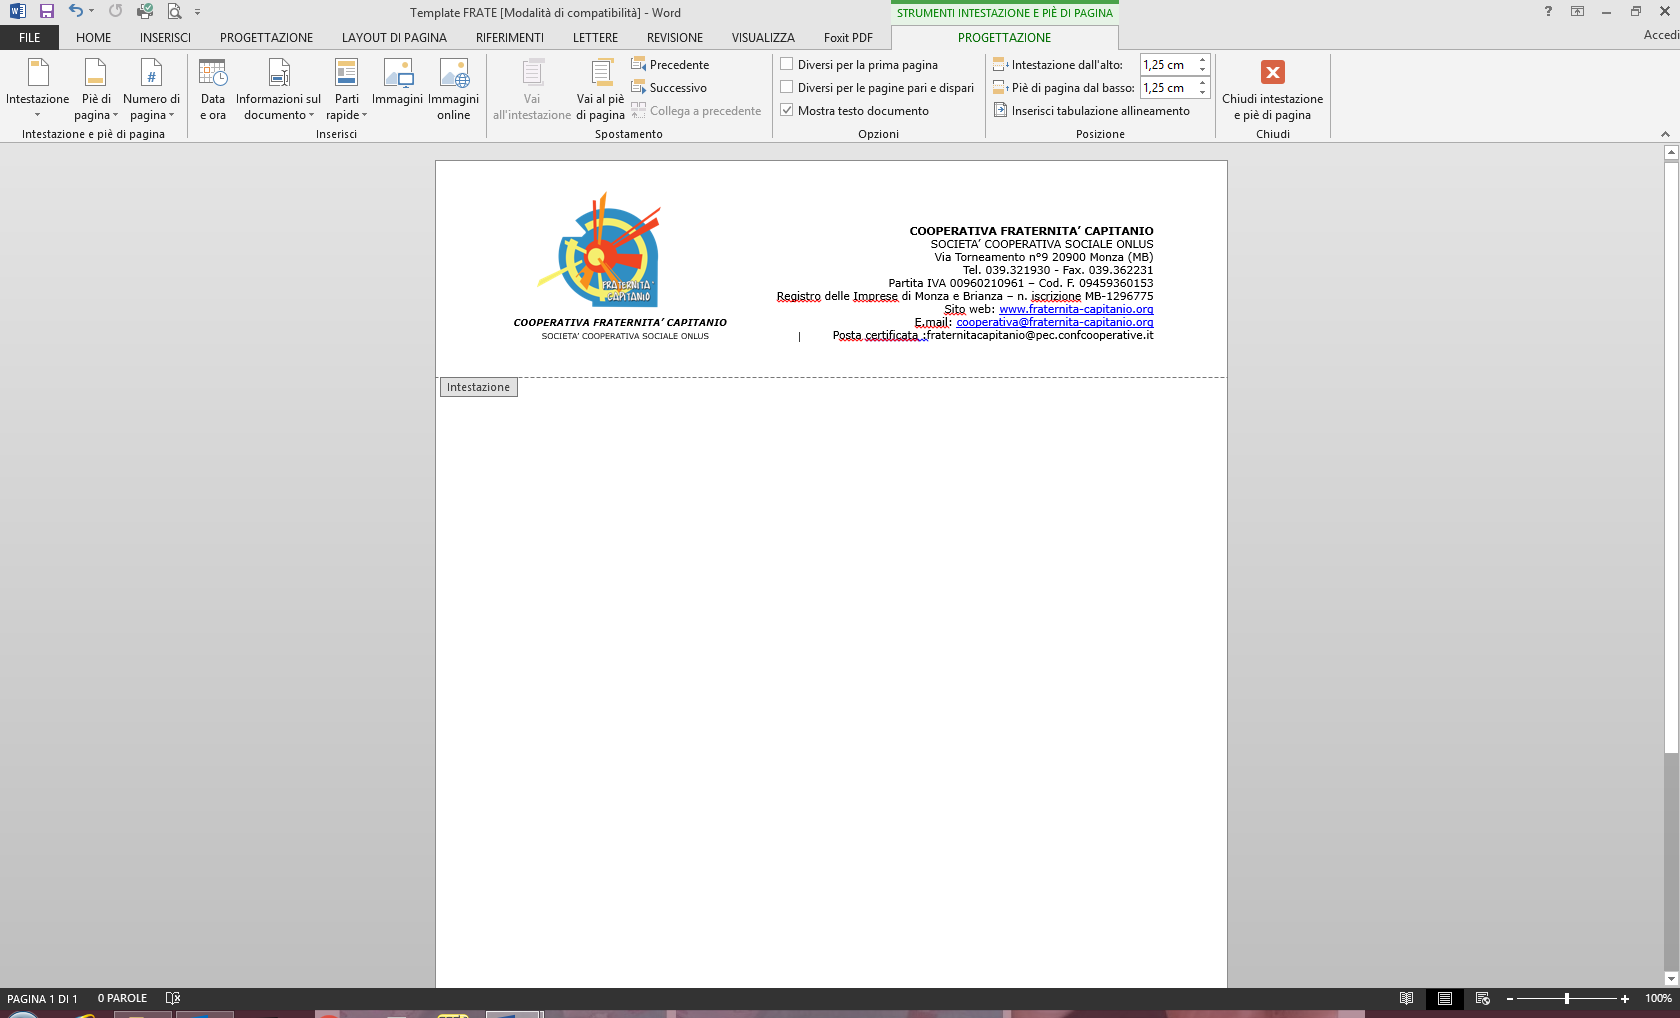 Template FRATE [Modalità di compatibilità] - Word
STRUMENTI INTESTAZIONE E PIÈ DI PAGINA
?
FILE HOME INSERISCI PROGETTAZIONE LAYOUT DI PAGINA RIFERIMENTI LETTERE REVISIONE VISUALIZZA Foxit PDF PROGETTAZIONE Accedi
Intestazione
Piè di pagina
Numero di pagina
Intestazione e piè di pagina
Data e ora
Informazioni sul documento
Parti rapide
Immagini
Immagini online
Inserisci
Vai all'intestazione
Vai al piè di pagina
Precedente
Successivo
Collega a precedente
Spostamento
Diversi per la prima pagina
Diversi per le pagine pari e dispari
Mostra testo documento
Opzioni
Intestazione dall'alto: 1,25 cm
Piè di pagina dal basso: 1,25 cm
Inserisci tabulazione allineamento
Posizione
Chiudi intestazione e piè di pagina
Chiudi
FRATERNITA'
CAPITANIO
COOPERATIVA FRATERNITA’ CAPITANIO
SOCIETA’ COOPERATIVA SOCIALE ONLUS
COOPERATIVA FRATERNITA’ CAPITANIO
SOCIETA’ COOPERATIVA SOCIALE ONLUS
Via Torneamento n°9 20900 Monza (MB)
Tel. 039.321930 - Fax. 039.362231
Partita IVA 00960210961 – Cod. F. 09459360153
Registro delle Imprese di Monza e Brianza – n. iscrizione MB-1296775
Sito web: www.fraternita-capitanio.org
E.mail: cooperativa@fraternita-capitanio.org
Posta certificata :fraternitacapitanio@pec.confcooperative.it
Intestazione
PAGINA 1 DI 1 0 PAROLE 100%